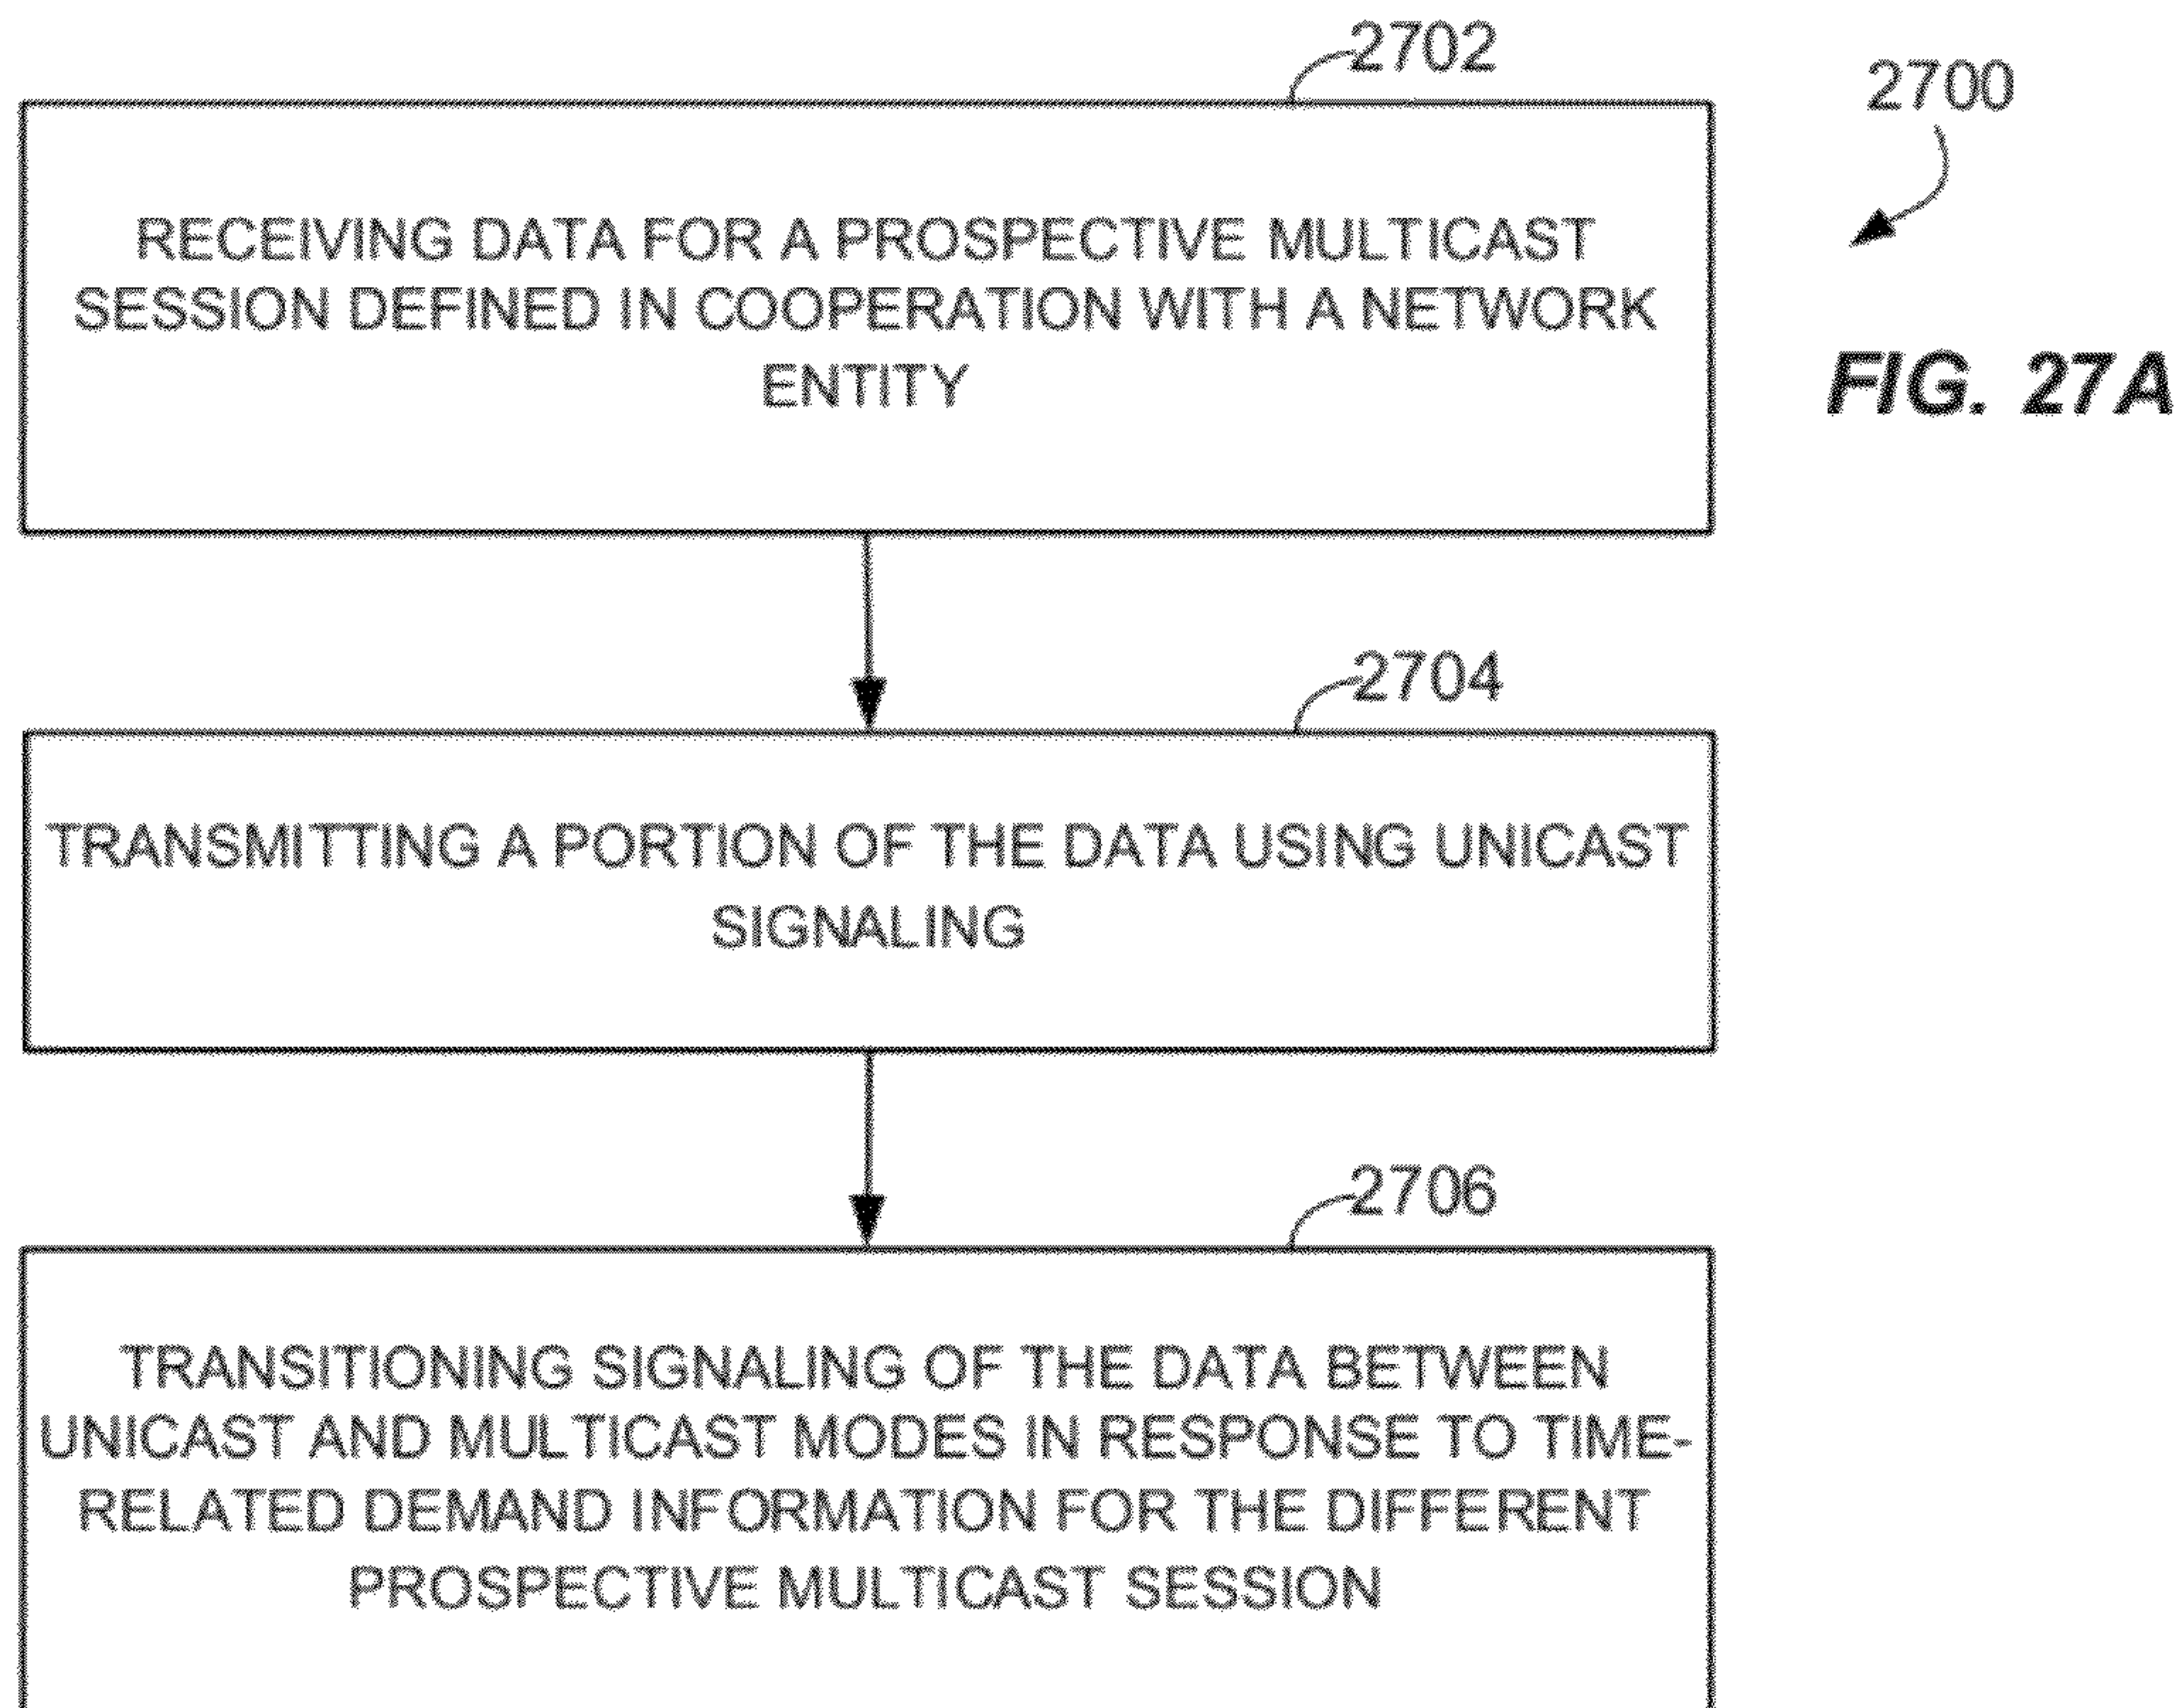 2702
2700
RECEIVING DATA FOR A PROSPECTIVE MULTICAST
SESSION DEFINED IN COOPERATION WITH A NETWORK
ENTITY
FIG. 27A
2704
TRANSMITTING A PORTION OF THE DATA USING UNICAST
SIGNALING
2706
TRANSITIONING SIGNALING OF THE DATA BETWEEN
UNICAST AND MULTICAST MODES IN RESPONSE TO TIME-
RELATED DEMAND INFORMATION FOR THE DIFFERENT
PROSPECTIVE MULTICAST SESSION